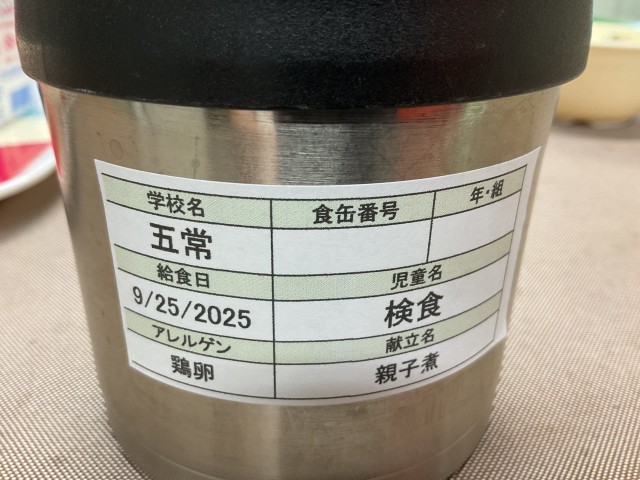 学校名 食缶番号 年・組
五常
給食日 児童名
9/25/2025 検食
アレルゲン 献立名
鶏卵 親子煮